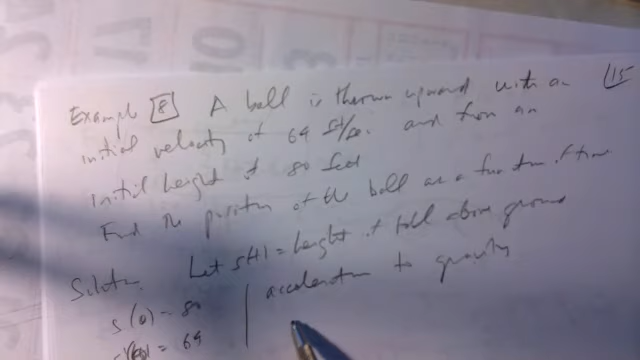 Example 8 A ball is thrown upward with an
(15
initial velocity of 64 ft/sec. and from an
initial height of 80 feet
Find the position of the ball as a function of time
Solution Let s(t) = height of ball above ground
s(0) = 80
acceleration to gravity
s'(0) = 64